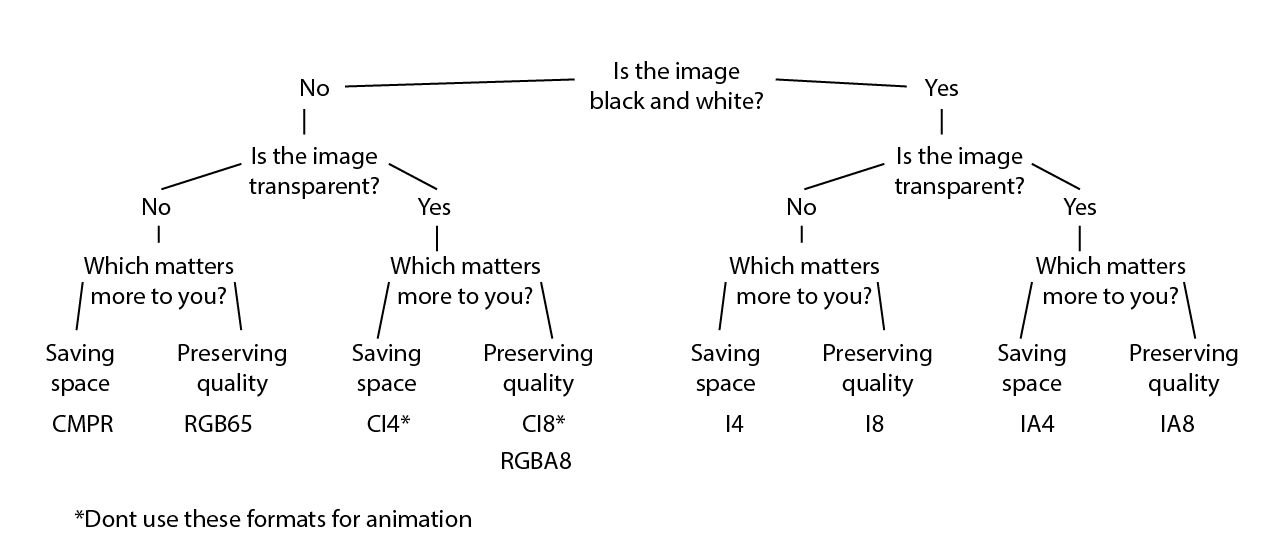 Is the image
black and white?
No
Yes
Is the image
transparent?
Is the image
transparent?
No
Yes
No
Yes
Which matters
more to you?
Which matters
more to you?
Which matters
more to you?
Which matters
more to you?
Saving
space
Preserving
quality
Saving
space
Preserving
quality
Saving
space
Preserving
quality
Saving
space
Preserving
quality
CMPR
RGB65
CI4*
CI8*
RGBA8
I4
I8
IA4
IA8
*Dont use these formats for animation